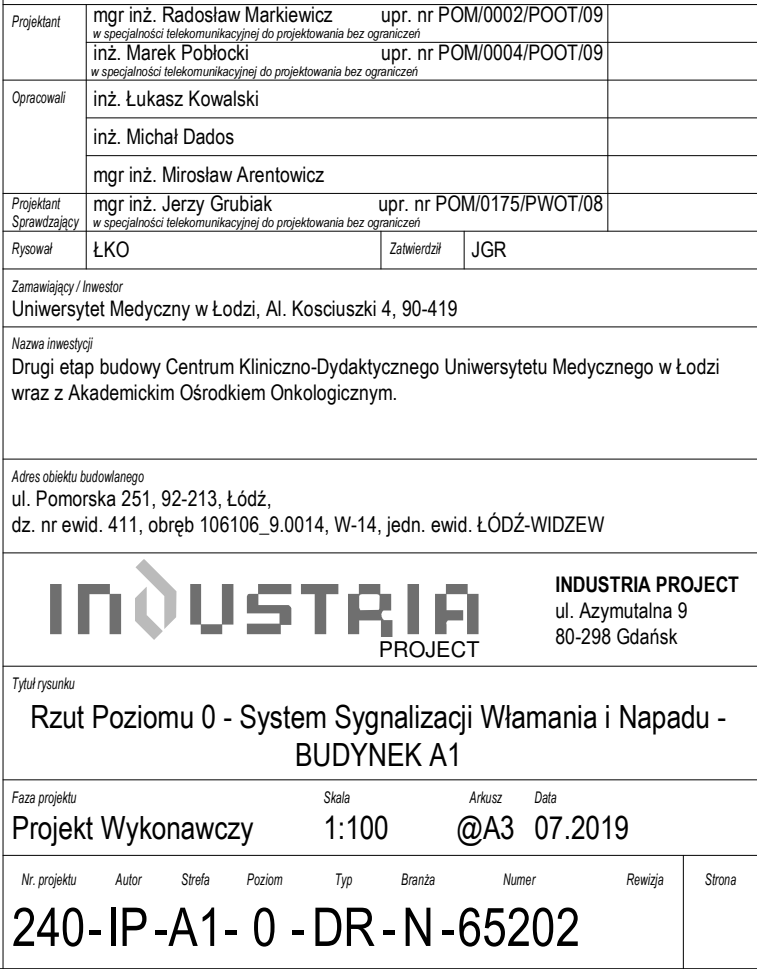 Projektant mgr inż. Radosław Markiewicz upr. nr POM/0002/POOT/09
w specjalności telekomunikacyjnej do projektowania bez ograniczeń
inż. Marek Pobłocki upr. nr POM/0004/POOT/09
w specjalności telekomunikacyjnej do projektowania bez ograniczeń
Opracowali inż. Łukasz Kowalski
inż. Michał Dados
mgr inż. Mirosław Arentowicz
Projektant Sprawdzający mgr inż. Jerzy Grubiak upr. nr POM/0175/PWOT/08
w specjalności telekomunikacyjnej do projektowania bez ograniczeń
Rysował ŁKO Zatwierdził JGR
Zamawiający / Inwestor
Uniwersytet Medyczny w Łodzi, Al. Kosciuszki 4, 90-419
Nazwa inwestycji
Drugi etap budowy Centrum Kliniczno-Dydaktycznego Uniwersytetu Medycznego w Łodzi
wraz z Akademickim Ośrodkiem Onkologicznym.
Adres obiektu budowlanego
ul. Pomorska 251, 92-213, Łódź,
dz. nr ewid. 411, obręb 106106_9.0014, W-14, jedn. ewid. ŁÓDŹ-WIDZEW
INDUSTRIA
PROJECT
INDUSTRIA PROJECT
ul. Azymutalna 9
80-298 Gdańsk
Tytuł rysunku
Rzut Poziomu 0 - System Sygnalizacji Włamania i Napadu -
BUDYNEK A1
Faza projektu Skala Arkusz Data
Projekt Wykonawczy 1:100 @A3 07.2019
Nr. projektu Autor Strefa Poziom Typ Branża Numer Rewizja Strona
240-IP-A1-0-DR-N-65202